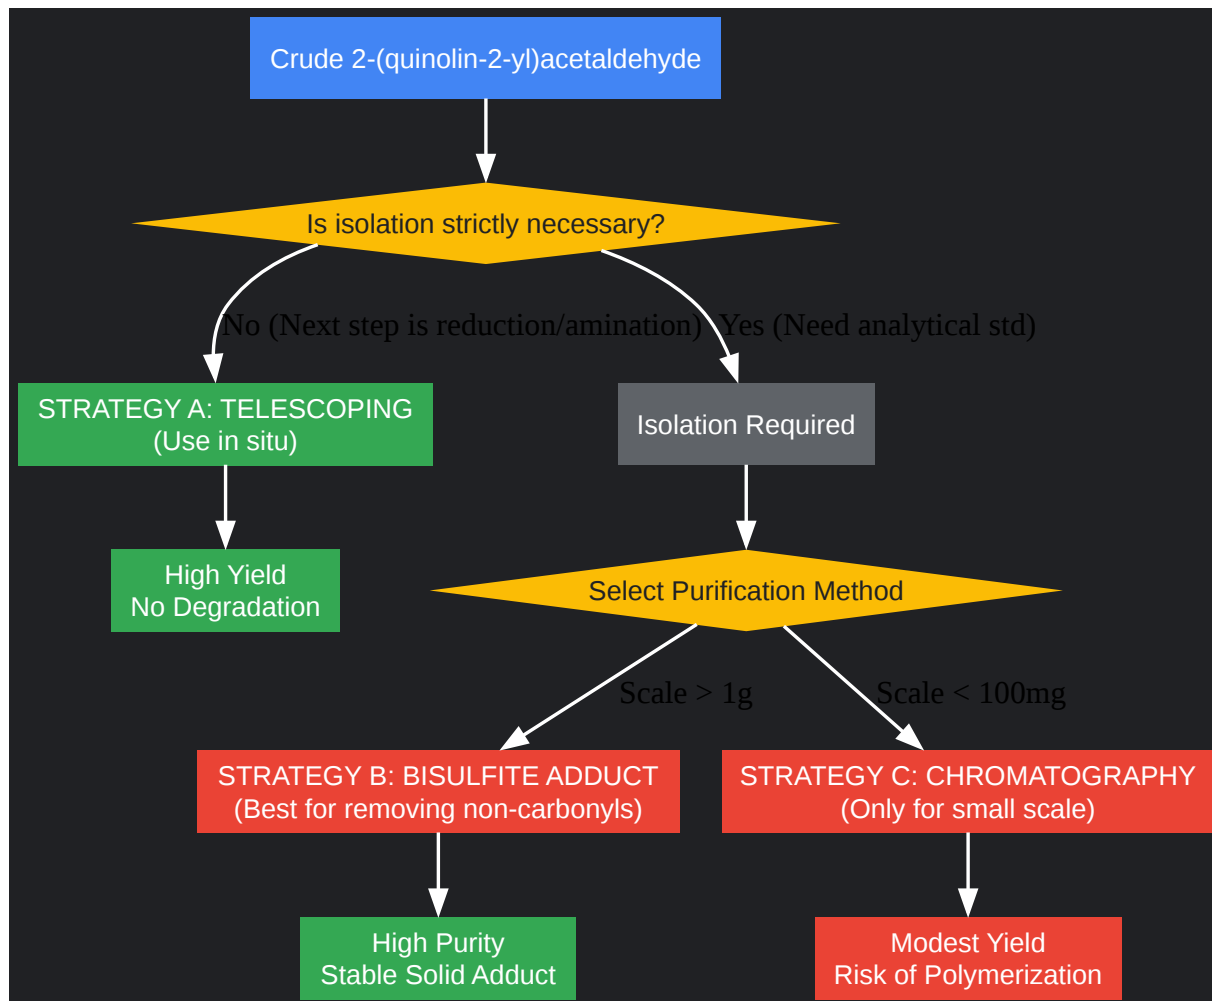 Crude 2-(quinolin-2-yl)acetaldehyde
Is isolation strictly necessary?
No (Next step is reduction/amination)
Yes (Need analytical std)
STRATEGY A: TELESCOPING
(Use in situ)
Isolation Required
High Yield
No Degradation
Select Purification Method
Scale > 1g
Scale < 100mg
STRATEGY B: BISULFITE ADDUCT
(Best for removing non-carbonyls)
STRATEGY C: CHROMATOGRAPHY
(Only for small scale)
High Purity
Stable Solid Adduct
Modest Yield
Risk of Polymerization